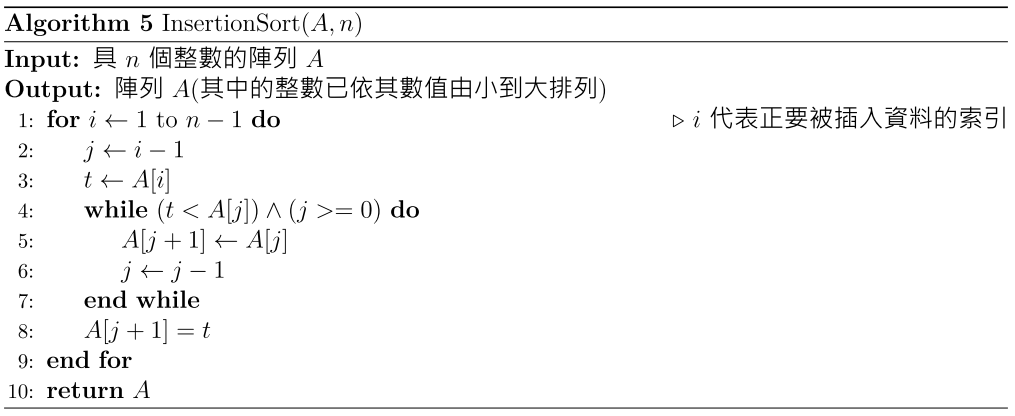 Algorithm 5 InsertionSort(A, n)
Input: 具 n 個整數的陣列 A
Output: 陣列 A(其中的整數已依其數值由小到大排列)
1: for i ← 1 to n − 1 do ▷ i 代表正要被插入資料的索引
2: j ← i − 1
3: t ← A[i]
4: while (t < A[j]) ∧ (j >= 0) do
5: A[j + 1] ← A[j]
6: j ← j − 1
7: end while
8: A[j + 1] = t
9: end for
10: return A